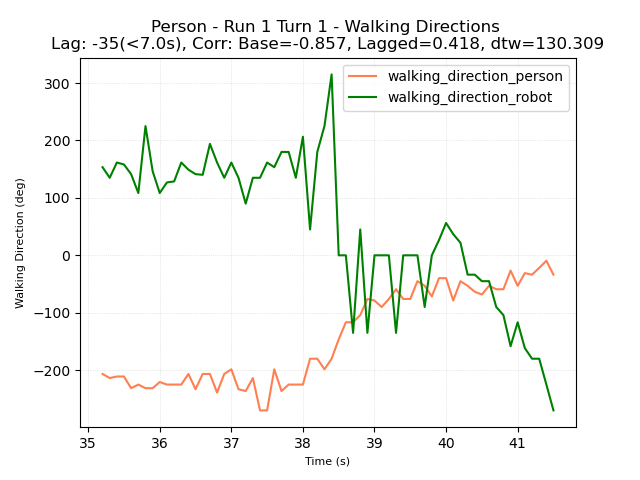 Person - Run 1 Turn 1 - Walking Directions
Lag: -35(<7.0s), Corr: Base=-0.857, Lagged=0.418, dtw=130.309
walking_direction_person
walking_direction_robot
Walking Direction (deg)
300
200
100
0
−100
−200
35
36
37
38
39
40
41
Time (s)